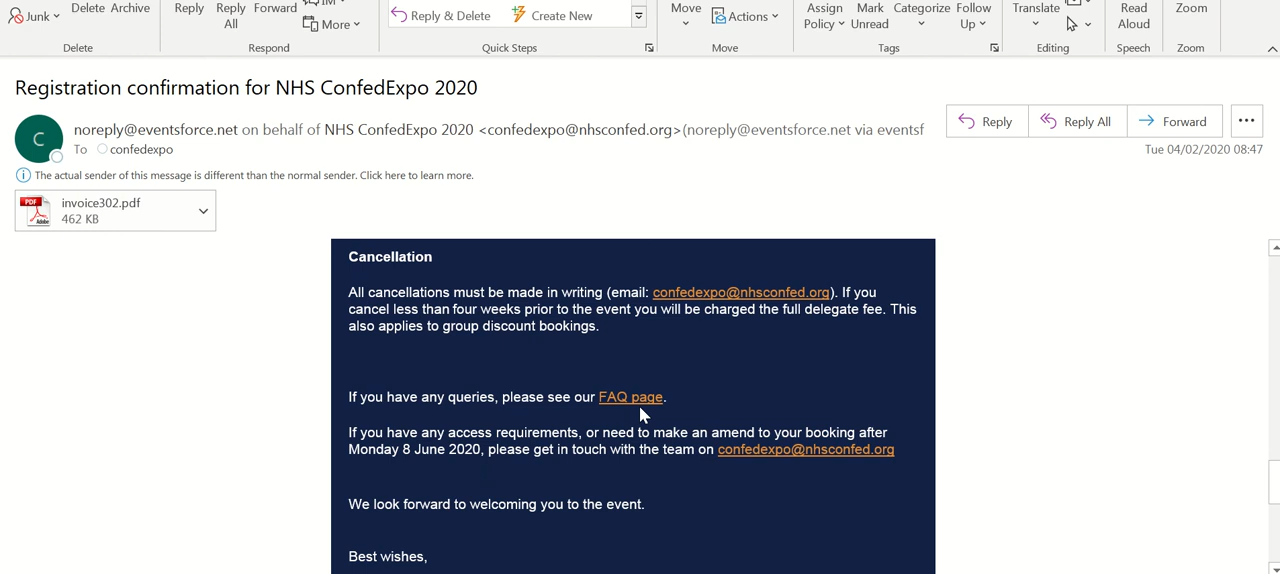 Junk Delete Archive Reply Reply All Forward IM More Reply & Delete Create New Move Actions Assign Policy Mark Unread Categorize Follow Up Translate Read Aloud Zoom
Delete Respond Quick Steps Move Tags Editing Speech Zoom
Registration confirmation for NHS ConfedExpo 2020
C
noreply@eventsforce.net on behalf of NHS ConfedExpo 2020 <confedexpo@nhsconfed.org>(noreply@eventsforce.net via eventsf
Reply Reply All Forward
To confedexpo
Tue 04/02/2020 08:47
The actual sender of this message is different than the normal sender. Click here to learn more.
PDF Adobe invoice302.pdf
462 KB
Cancellation
All cancellations must be made in writing (email: confedexpo@nhsconfed.org). If you
cancel less than four weeks prior to the event you will be charged the full delegate fee. This
also applies to group discount bookings.
If you have any queries, please see our FAQ page.
If you have any access requirements, or need to make an amend to your booking after
Monday 8 June 2020, please get in touch with the team on confedexpo@nhsconfed.org
We look forward to welcoming you to the event.
Best wishes,